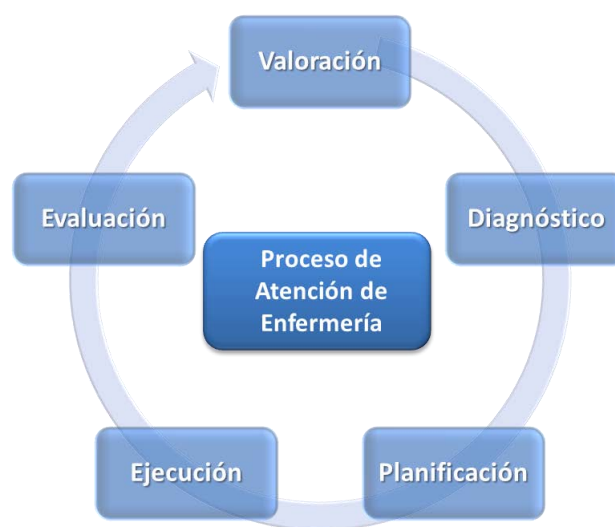 Valoración
Evaluación
Diagnóstico
Proceso de
Atención de
Enfermería
Ejecución
Planificación